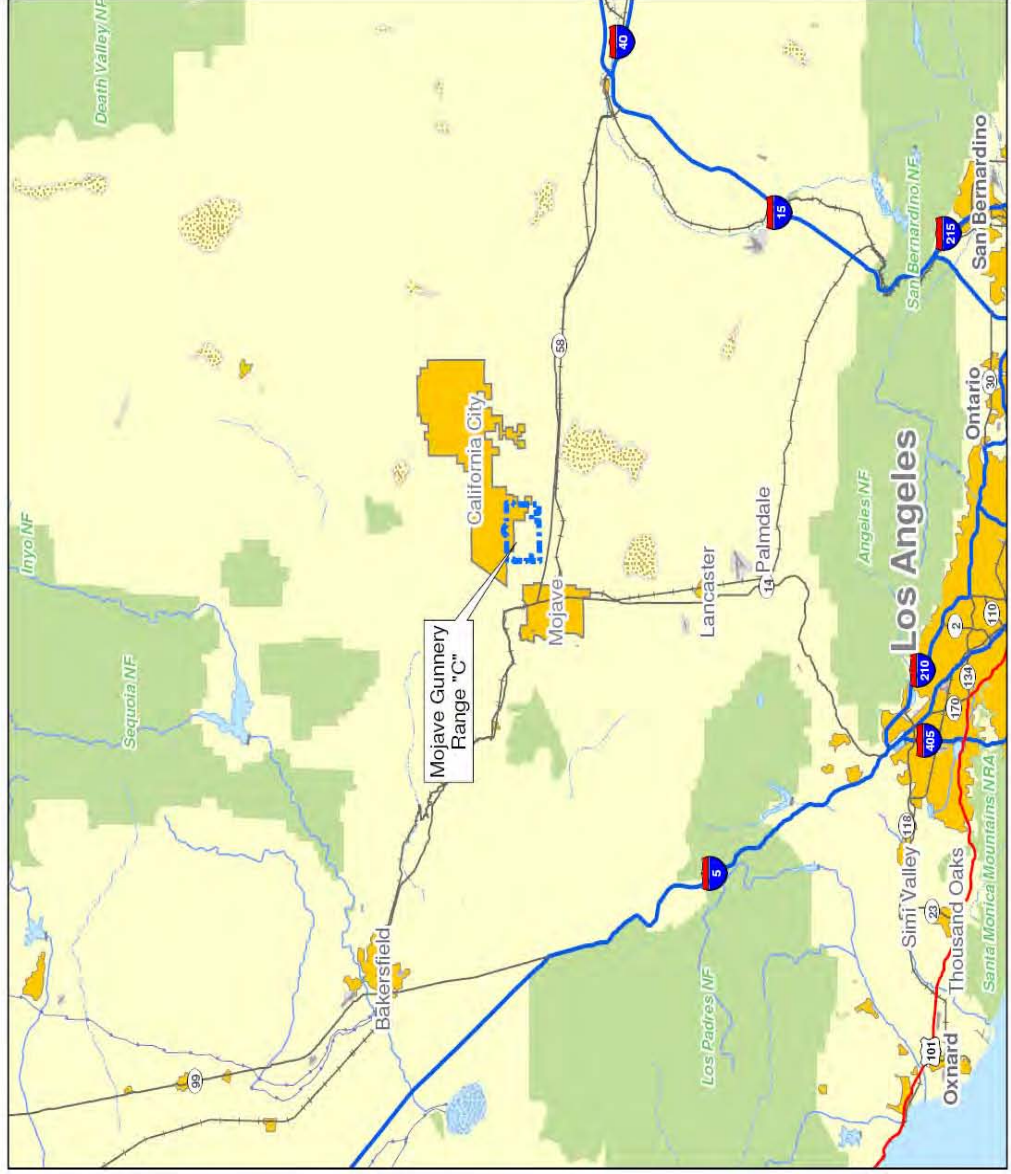 Death Valley NP
40
Inyo NF
Sequoia NF
15
San Bernardino NF
215
San Bernardino
58
California City
Mojave Gunnery
Range "C"
Mojave
Lancaster
Palmdale
14
Angeles NF
Ontario
30
Los Angeles
210
2
110
134
170
405
99
Bakersfield
5
Los Padres NF
118
Simi Valley
23
Thousand Oaks
Santa Monica Mountains NRA
101
Oxnard